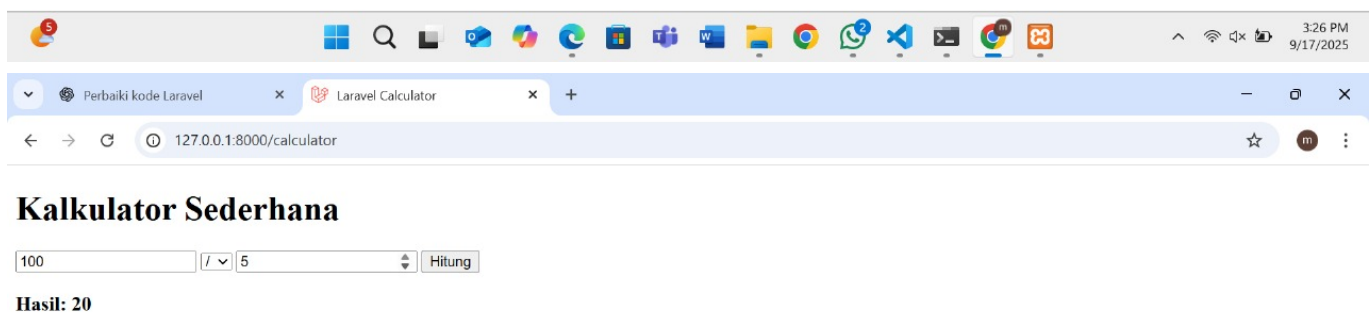 5
2
m
3:26 PM
9/17/2025
Perbaiki kode Laravel
Laravel Calculator
127.0.0.1:8000/calculator
m
Kalkulator Sederhana
100 / 5 Hitung
Hasil: 20